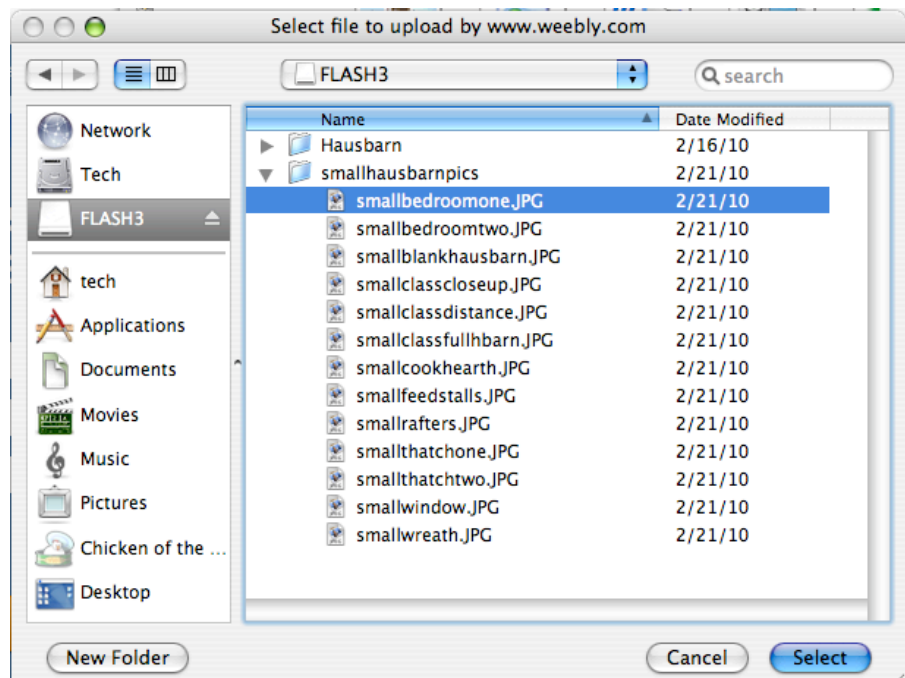 Select file to upload by www.weebly.com
FLASH3
search
Network
Tech
FLASH3
tech
Applications
Documents
Movies
Music
Pictures
Chicken of the ...
Desktop
Name Date Modified
Hausbarn 2/16/10
smallhausbarnpics 2/21/10
smallbedroomone.JPG 2/21/10
smallbedroomtwo.JPG 2/21/10
smallblankhausbarn.JPG 2/21/10
smallclasscloseup.JPG 2/21/10
smallclassdistance.JPG 2/21/10
smallclassfullhbarn.JPG 2/21/10
smallcookhearth.JPG 2/21/10
smallfeedstalls.JPG 2/21/10
smallrafters.JPG 2/21/10
smallthatchone.JPG 2/21/10
smallthatchtwo.JPG 2/21/10
smallwindow.JPG 2/21/10
smallwreath.JPG 2/21/10
New Folder Cancel Select